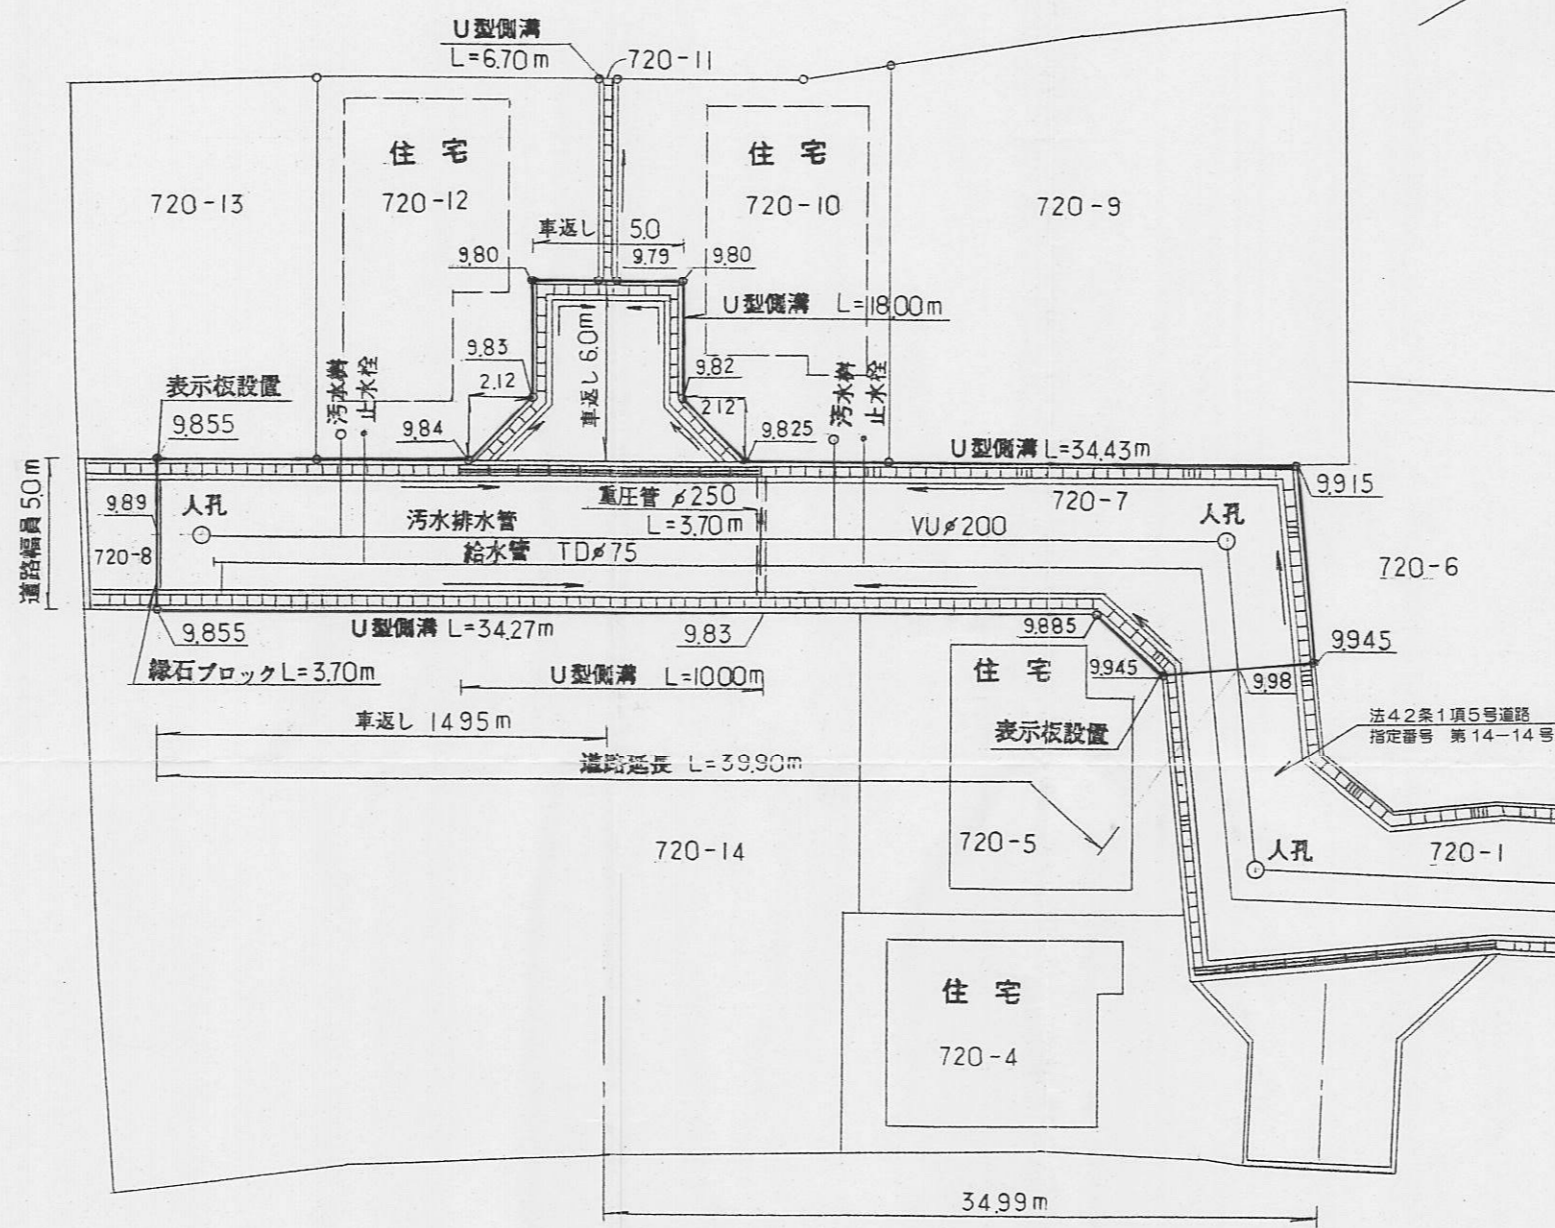 U型側溝
L=6.70m
720-11
住 宅
住 宅
720-13
720-12
720-10
720-9
車返し 5.0
9.80
9.79
9.80
U型側溝 L=18.00m
9.83
車返し 6.0m
9.82
2.12
2.12
表示板設置
汚水桝
止水栓
汚水桝
止水栓
9.855
9.84
9.825
U型側溝 L=34.43m
道路幅員 5.0m
9.89
人孔
重圧管 φ250
720-7
人孔
9.915
汚水排水管
L=3.70m
VUφ200
720-8
給水管 TDφ75
720-6
9.855
U型側溝 L=34.27m
9.83
9.885
9.945
縁石ブロックL=3.70m
U型側溝 L=10.00m
住 宅
9.945
9.98
車返し 14.95m
表示板設置
法42条1項5号道路
指定番号 第14-14号
道路延長 L=39.90m
720-14
720-5
人孔
720-1
住 宅
720-4
34.99m